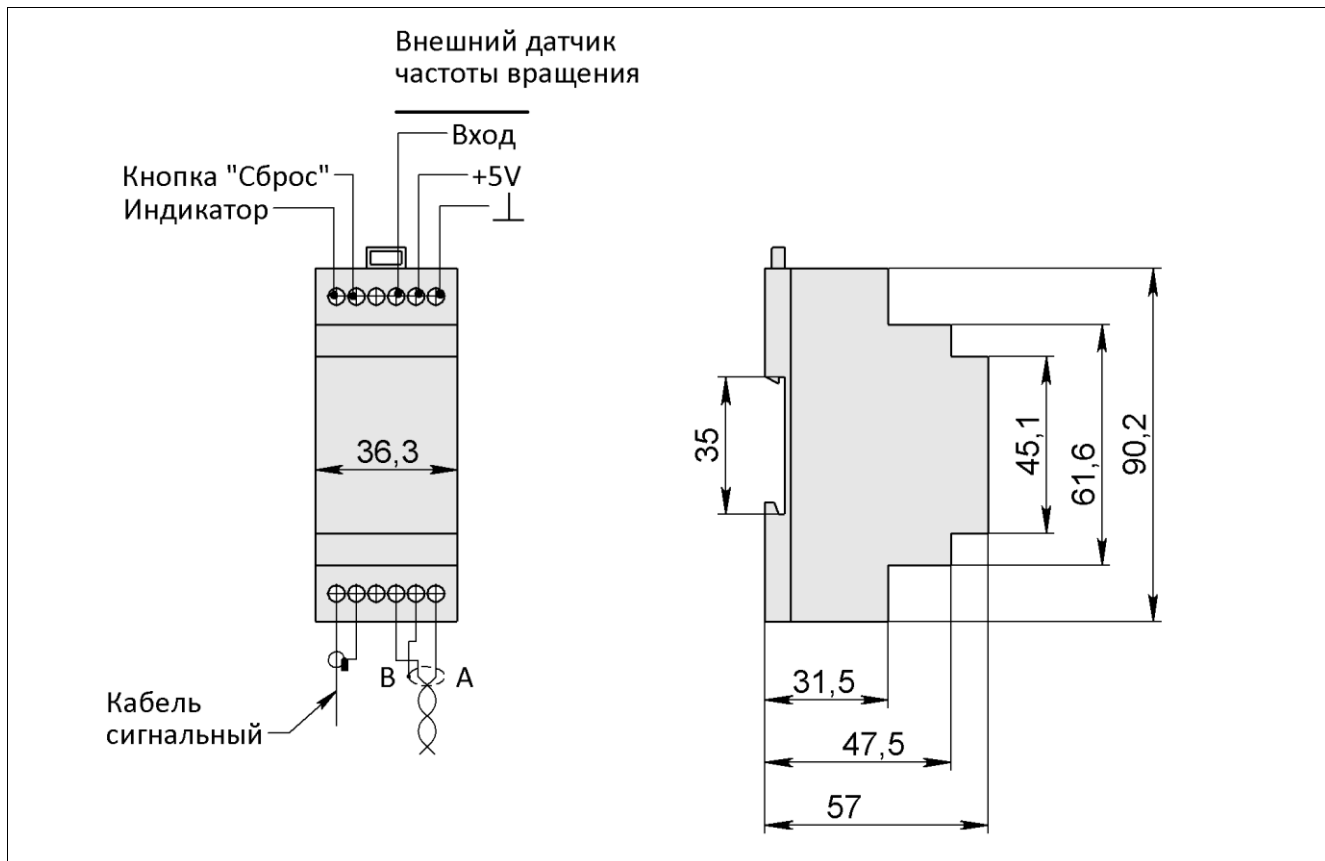 Внешний датчик
частоты вращения
Вход
Кнопка "Сброс"
+5V
Индикатор
36,3
B
A
Кабель
сигнальный
35
45,1
61,6
90,2
31,5
47,5
57